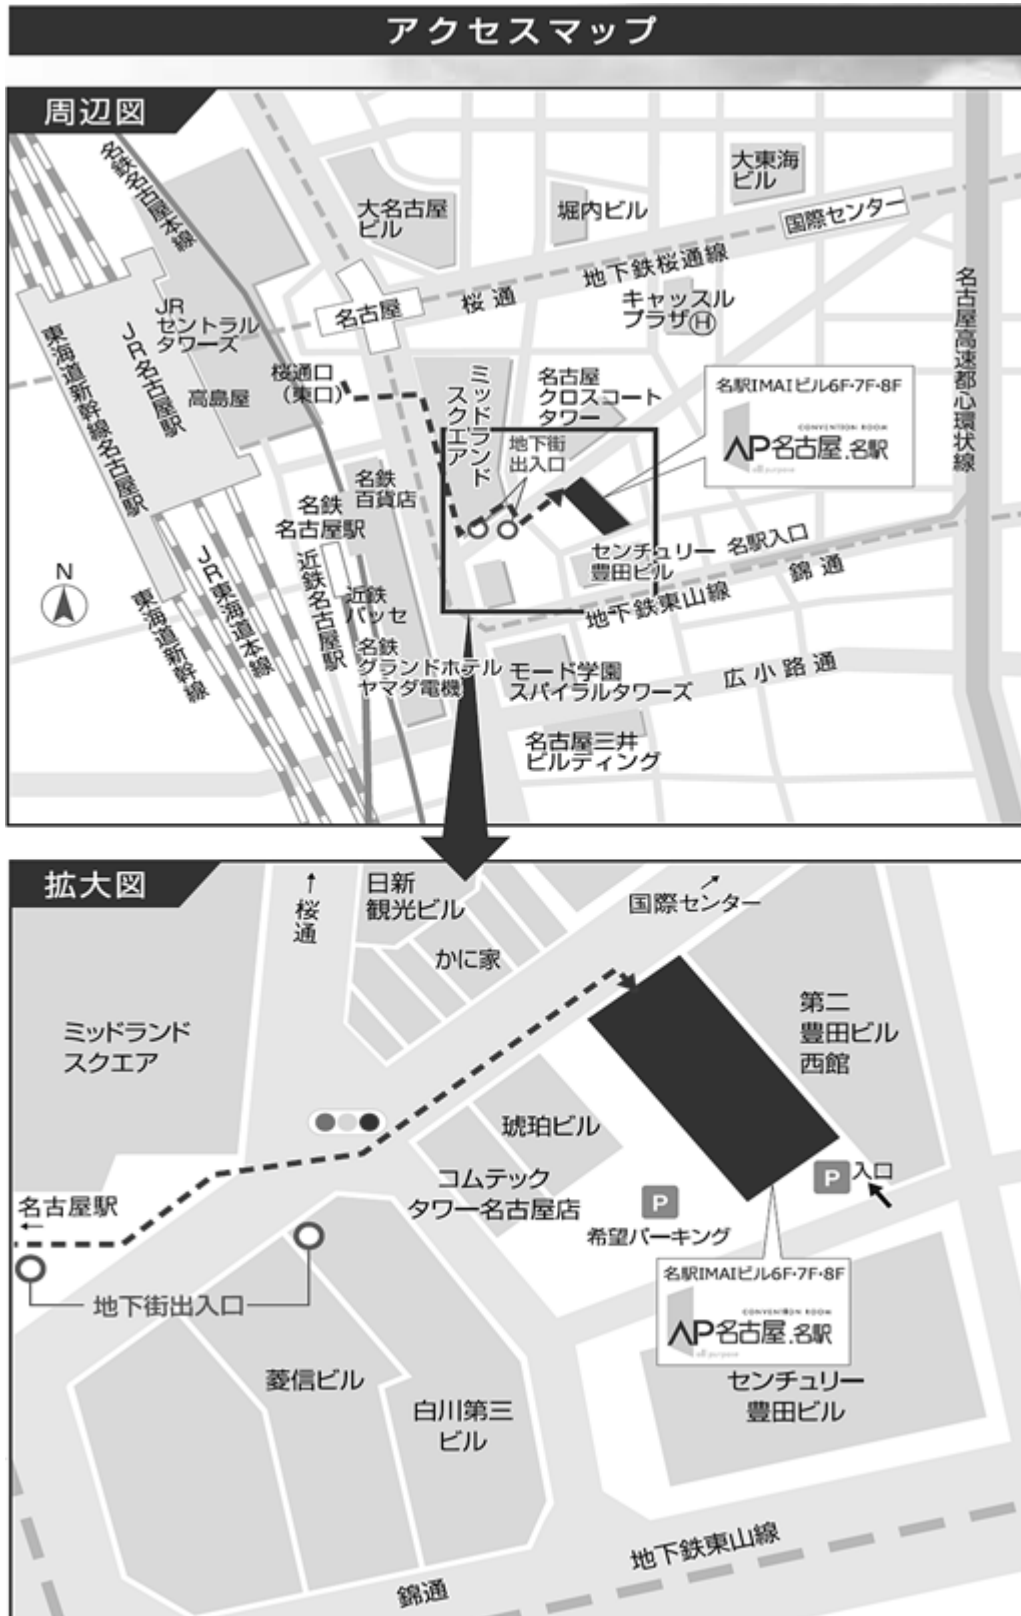 アクセスマップ
周辺図
名鉄名古屋本線
大名古屋
ビル
堀内ビル
大東海
ビル
国際センター
地下鉄桜通線
桜通
名古屋
キャッスル
プラザⒽ
名古屋高速都心環状線
JR
セントラル
タワーズ
JR名古屋駅
東海道新幹線名古屋駅
高島屋
桜通口
(東口)
ミッドランド
スクエア
名古屋
クロスコート
タワー
名駅IMAIビル6F・7F・8F
CONVENTION ROOM
AP名古屋.名駅
all purpose
地下街
出入口
名鉄
百貨店
名鉄
名古屋駅
近鉄名古屋駅
近鉄
パッセ
センチュリー
豊田ビル
名駅入口
錦通
地下鉄東山線
N
東海道新幹線
JR東海道本線
名鉄
グランドホテル
ヤマダ電機
モード学園
スパイラルタワーズ
広小路通
名古屋三井
ビルディング
拡大図
↑
桜通
日新
観光ビル
かに家
国際センター
ミッドランド
スクエア
第二
豊田ビル
西館
琥珀ビル
コムテック
タワー名古屋店
P
希望パーキング
P
入口
名古屋駅
←
地下街出入口
名駅IMAIビル6F・7F・8F
CONVENTION ROOM
AP名古屋.名駅
all purpose
菱信ビル
白川第三
ビル
センチュリー
豊田ビル
地下鉄東山線
錦通